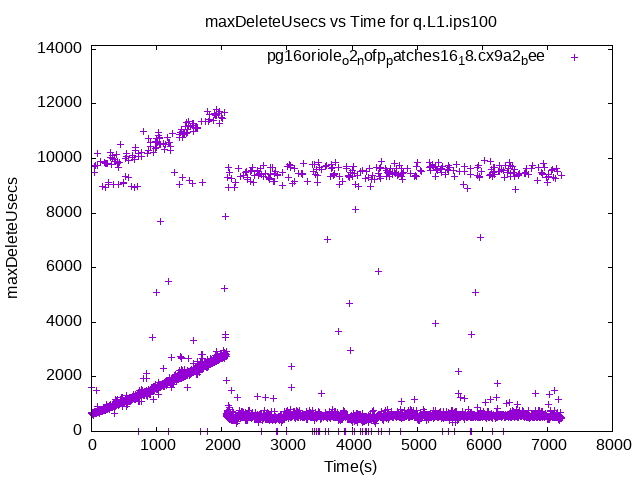 maxDeleteUsecs vs Time for q.L1.ips100
pg16oriole_o2_nofp_patches16_18.cx9a2_bee
14000
12000
10000
8000
6000
4000
2000
0
maxDeleteUsecs
0 1000 2000 3000 4000 5000 6000 7000 8000
Time(s)